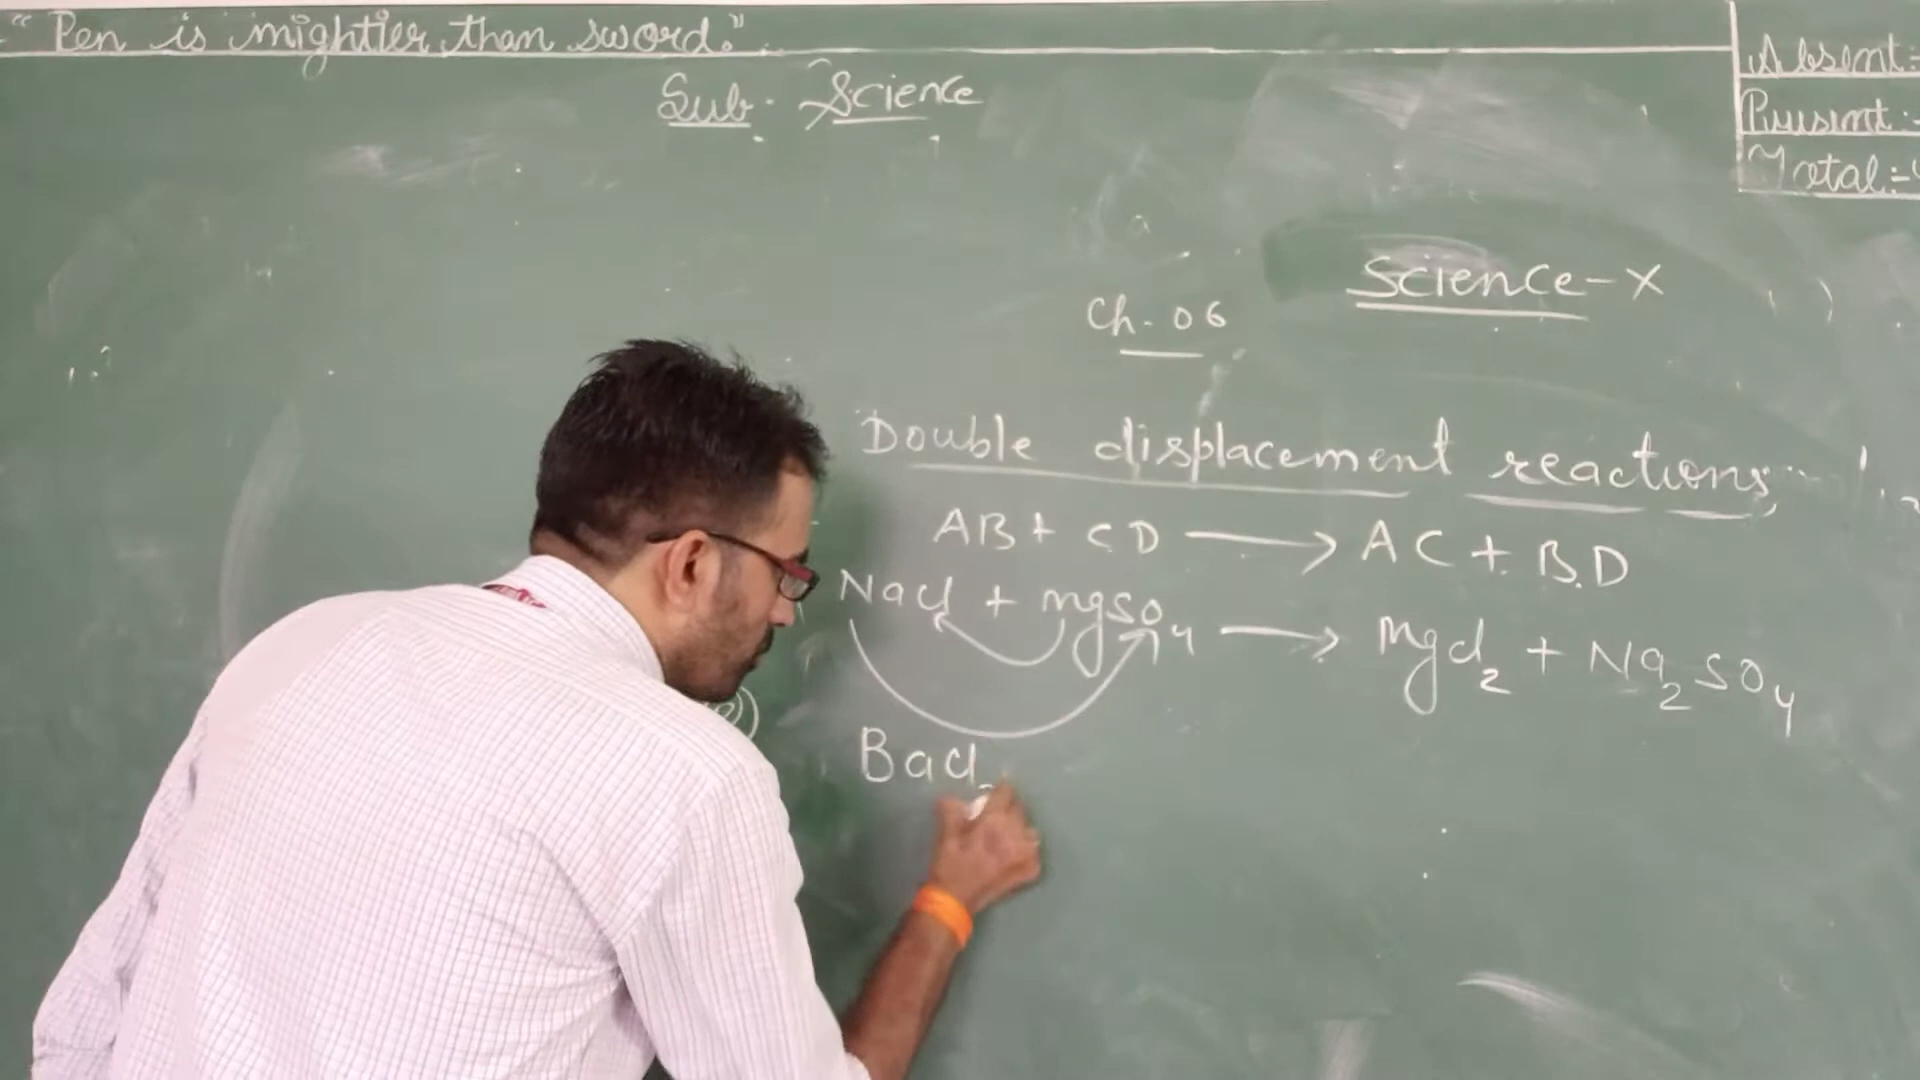 “ Pen is mightier than sword.”
Absent:-
Present:-
Total:-
Sub- Science
Science-X
Ch-06
Double displacement reactions
AB + CD ⟶ AC + BD
Nacl + mgso₄ ⟶ Mgcl₂ + Na₂SO₄
Bacl₂